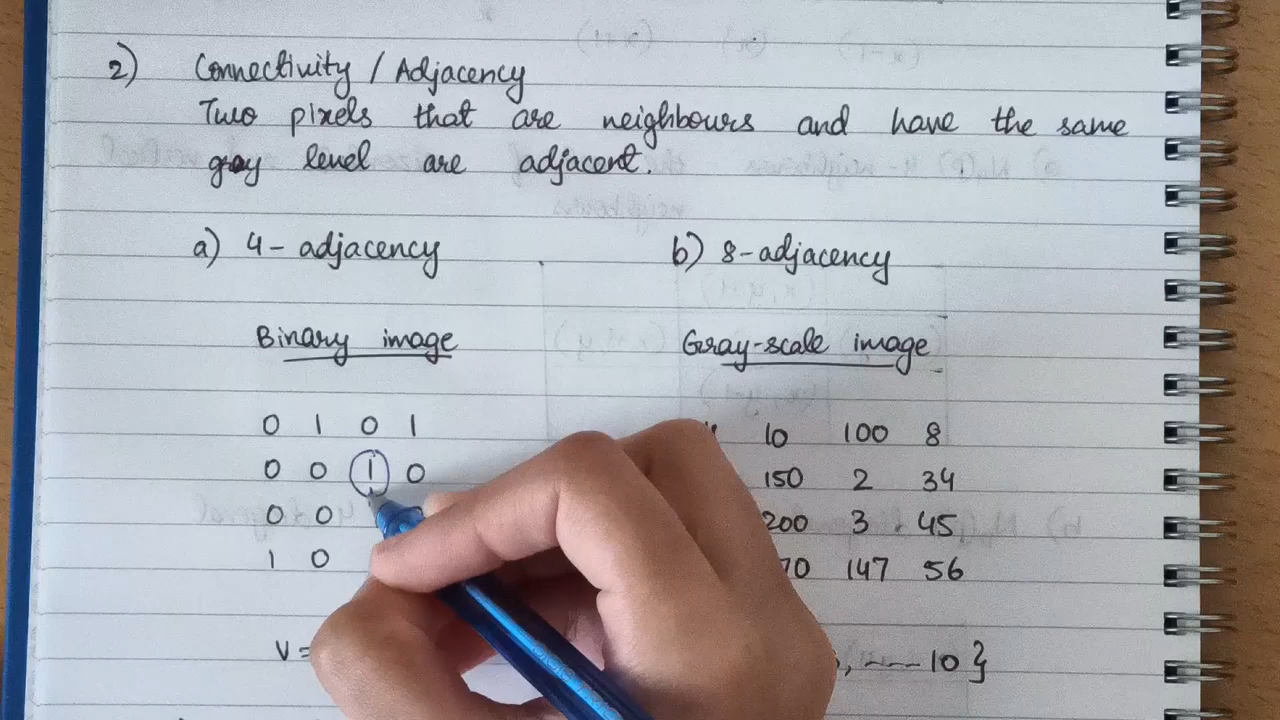 2) Connectivity / Adjacency
Two pixels that are neighbours and have the same
gray level are adjacent.
a) 4- adjacency b) 8-adjacency
Binary image Gray-scale image
0 1 0 1 10 100 8
0 0 1 0 150 2 34
0 0 200 3 45
1 0 70 147 56
V= , ---- 10 }